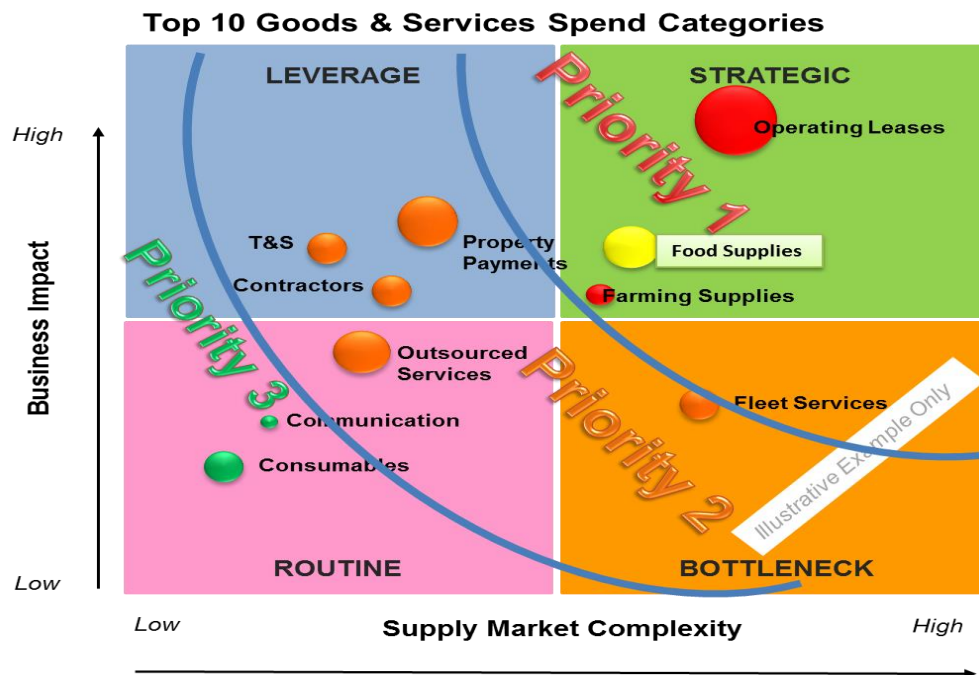 Top 10 Goods & Services Spend Categories
LEVERAGE
STRATEGIC
Priority 1
High
Operating Leases
T&S
Property
Payments
Food Supplies
Contractors
Farming Supplies
Priority 3
Business Impact
Outsourced
Services
Priority 2
Fleet Services
Communication
Consumables
Illustrative Example Only
ROUTINE
BOTTLENECK
Low
Low
Supply Market Complexity
High